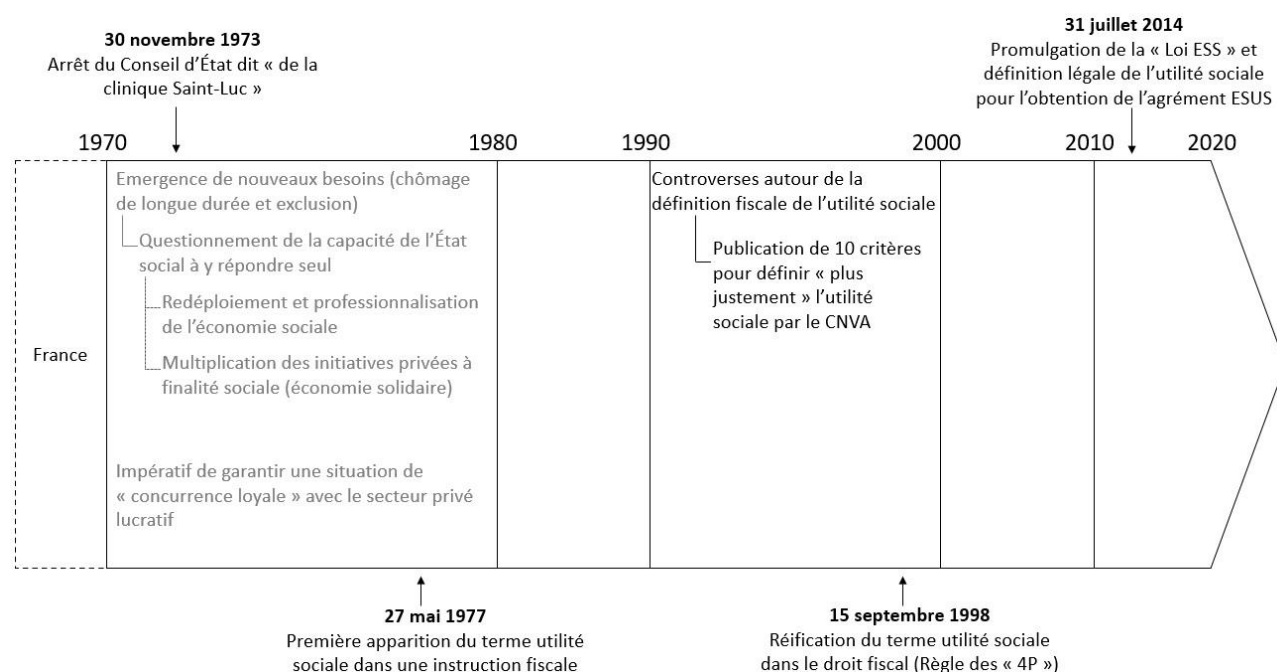 30 novembre 1973
Arrêt du Conseil d’État dit « de la
clinique Saint-Luc »
31 juillet 2014
Promulgation de la « Loi ESS » et
définition légale de l’utilité sociale
pour l’obtention de l’agrément ESUS
1970
1980
1990
2000
2010
2020
France
Emergence de nouveaux besoins (chômage
de longue durée et exclusion)
Questionnement de la capacité de l’État
social à y répondre seul
Redéploiement et professionnalisation
de l’économie sociale
Multiplication des initiatives privées à
finalité sociale (économie solidaire)
Impératif de garantir une situation de
« concurrence loyale » avec le secteur privé
lucratif
Controverses autour de la
définition fiscale de l’utilité sociale
Publication de 10 critères
pour définir « plus
justement » l’utilité
sociale par le CNVA
27 mai 1977
Première apparition du terme utilité
sociale dans une instruction fiscale
15 septembre 1998
Réification du terme utilité sociale
dans le droit fiscal (Règle des « 4P »)